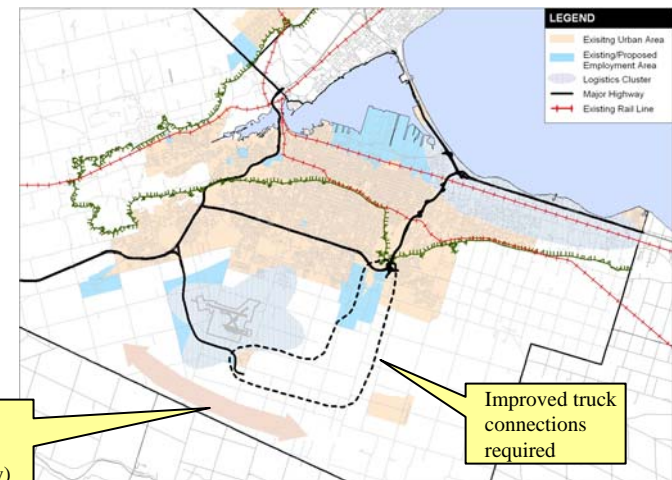 LEGEND
Exisitng Urban Area
Existing/Proposed
Employment Area
Logistics Cluster
Major Highway
Existing Rail Line
Improved truck
connections
required